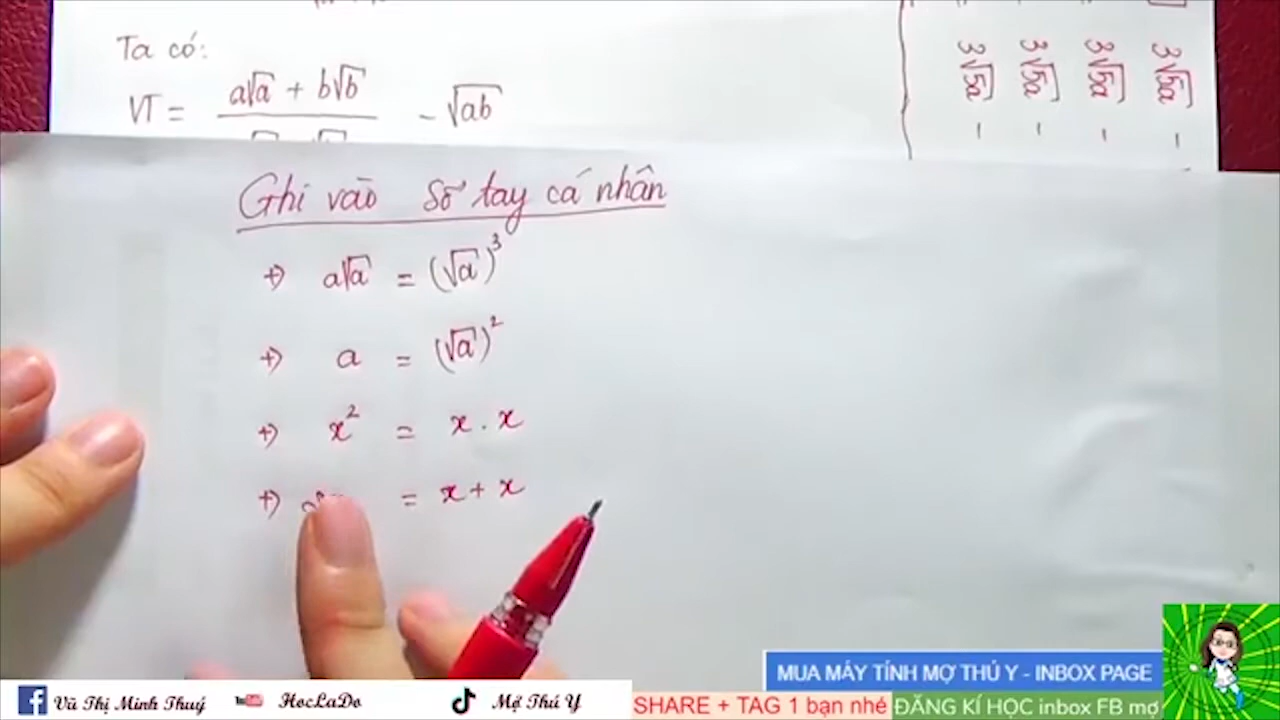 Ta có:
VT = a√a + b√b - √ab
3√5a - 3√5a - 3√5a - 3√5a -
Ghi vào sổ tay cá nhân
+) a√a = (√a)³
+) a = (√a)²
+) x² = x . x
+) = x + x
MUA MÁY TÍNH MỢ THỦ Y - INBOX PAGE
Vũ Thị Minh Thuý HocLaDo Mợ Thú Y SHARE + TAG 1 bạn nhé ĐĂNG KÍ HỌC inbox FB mợ